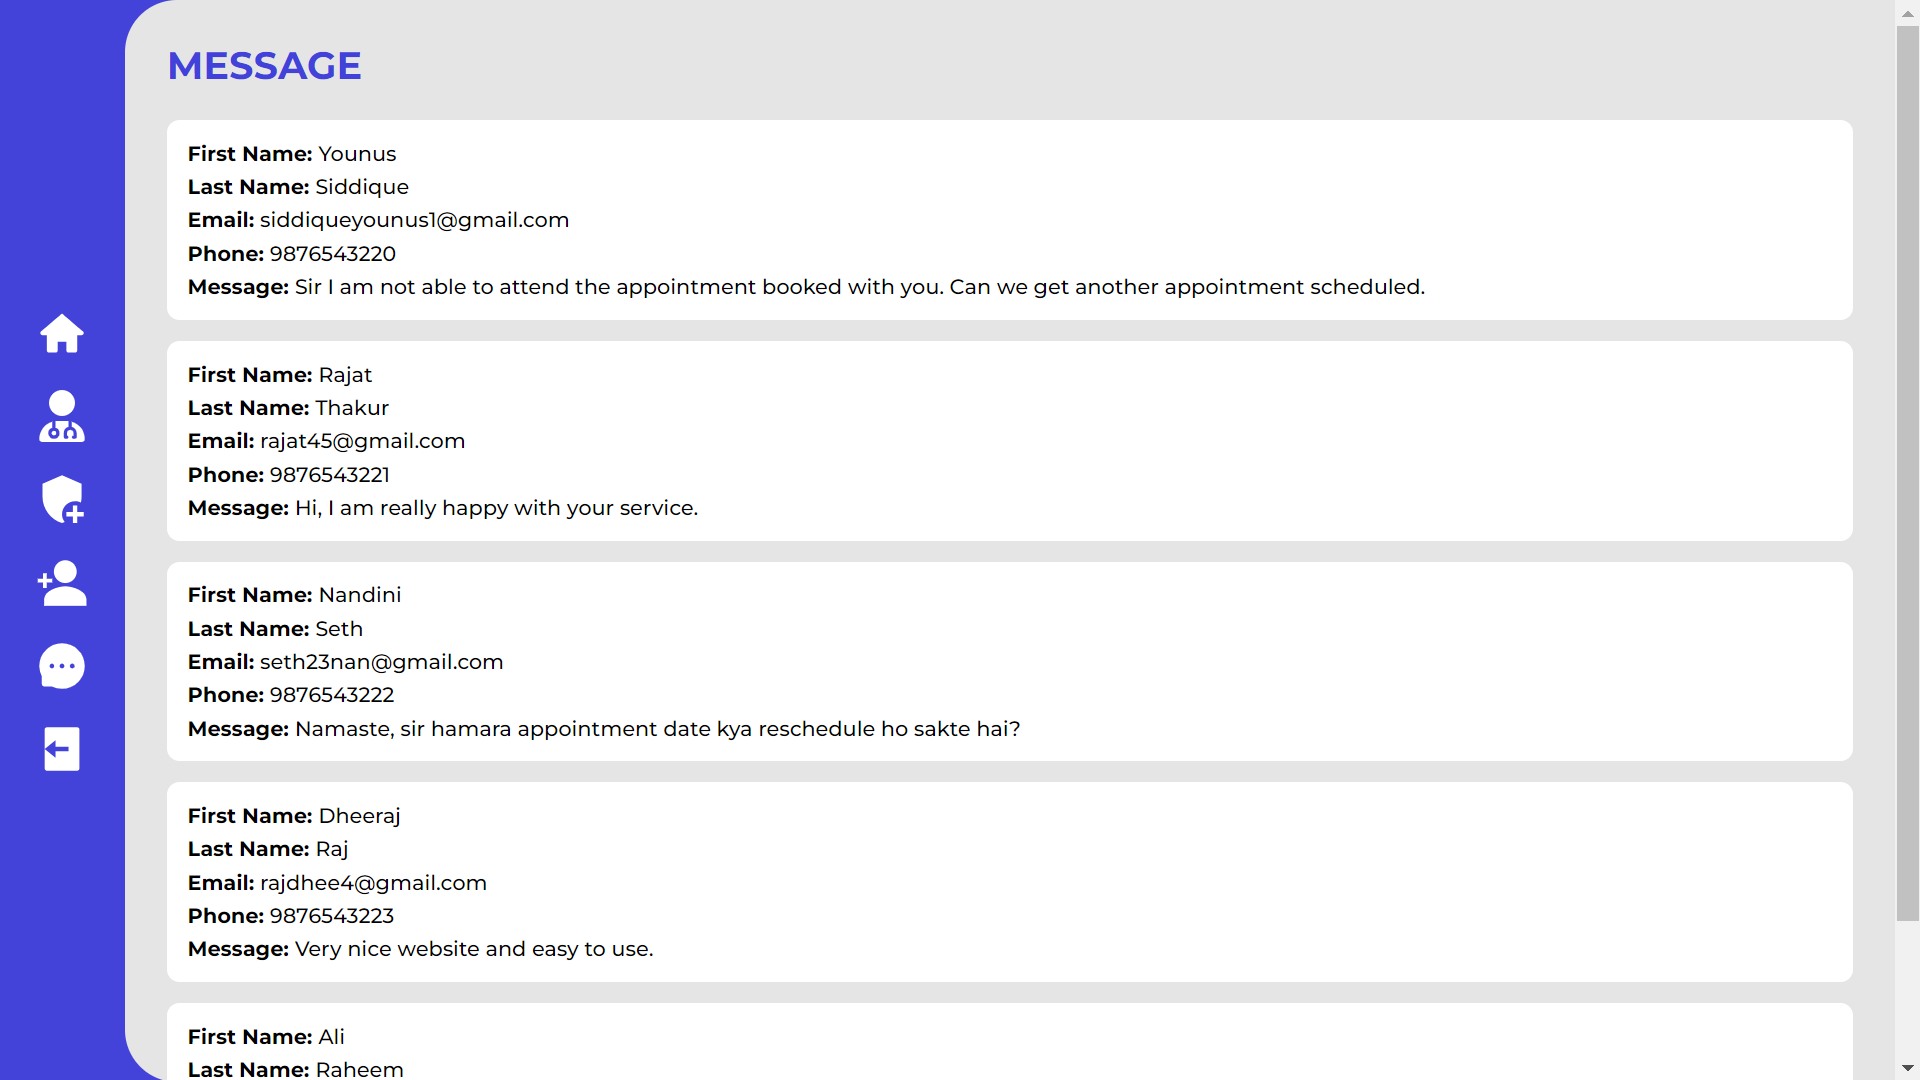 MESSAGE
First Name: Younus
Last Name: Siddique
Email: siddiqueyounus1@gmail.com
Phone: 9876543220
Message: Sir I am not able to attend the appointment booked with you. Can we get another appointment scheduled.
First Name: Rajat
Last Name: Thakur
Email: rajat45@gmail.com
Phone: 9876543221
Message: Hi, I am really happy with your service.
First Name: Nandini
Last Name: Seth
Email: seth23nan@gmail.com
Phone: 9876543222
Message: Namaste, sir hamara appointment date kya reschedule ho sakte hai?
First Name: Dheeraj
Last Name: Raj
Email: rajdhee4@gmail.com
Phone: 9876543223
Message: Very nice website and easy to use.
First Name: Ali
Last Name: Raheem